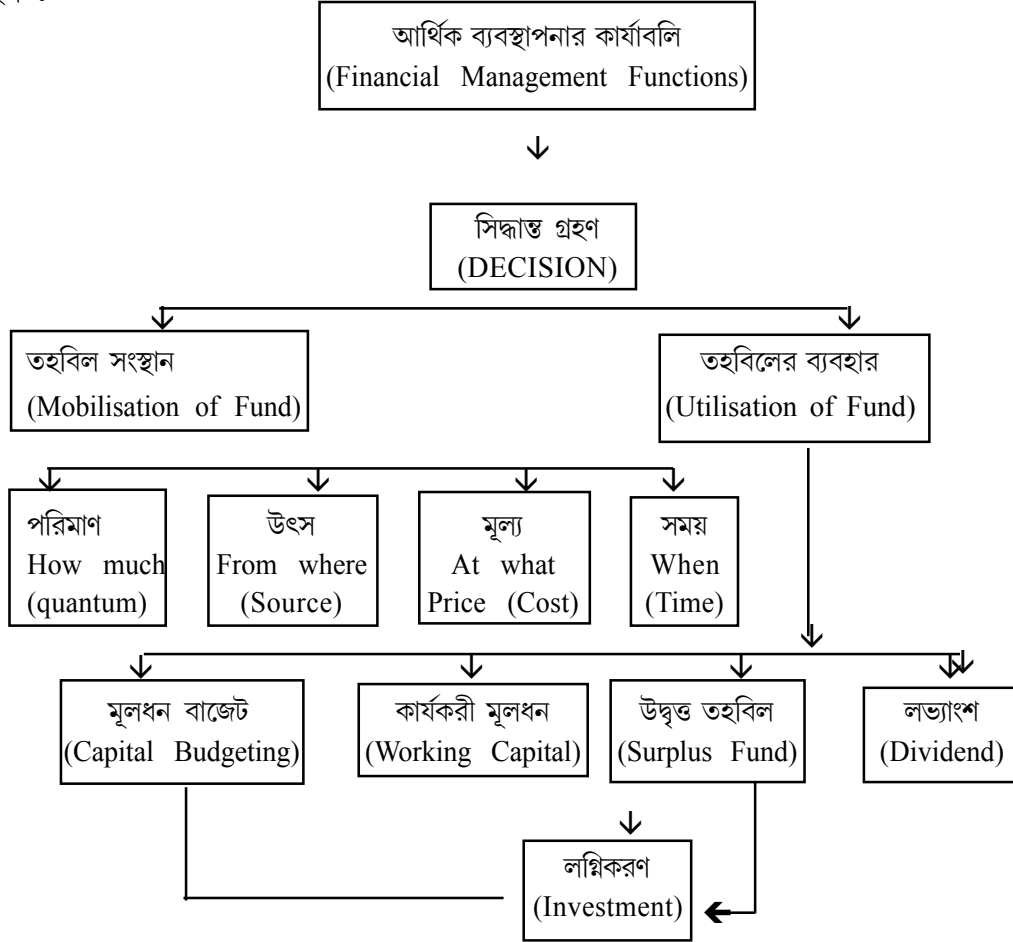 আর্থিক ব্যবস্থাপনার কার্যাবলি
(Financial Management Functions)
সিদ্ধান্ত গ্রহণ
(DECISION)
তহবিল সংস্থান
(Mobilisation of Fund)
তহবিলের ব্যবহার
(Utilisation of Fund)
পরিমাণ
How much
(quantum)
উৎস
From where
(Source)
মূল্য
At what
Price (Cost)
সময়
When
(Time)
মূলধন বাজেট
(Capital Budgeting)
কার্যকরী মূলধন
(Working Capital)
উদ্বৃত্ত তহবিল
(Surplus Fund)
লভ্যাংশ
(Dividend)
লগ্নিকরণ
(Investment)